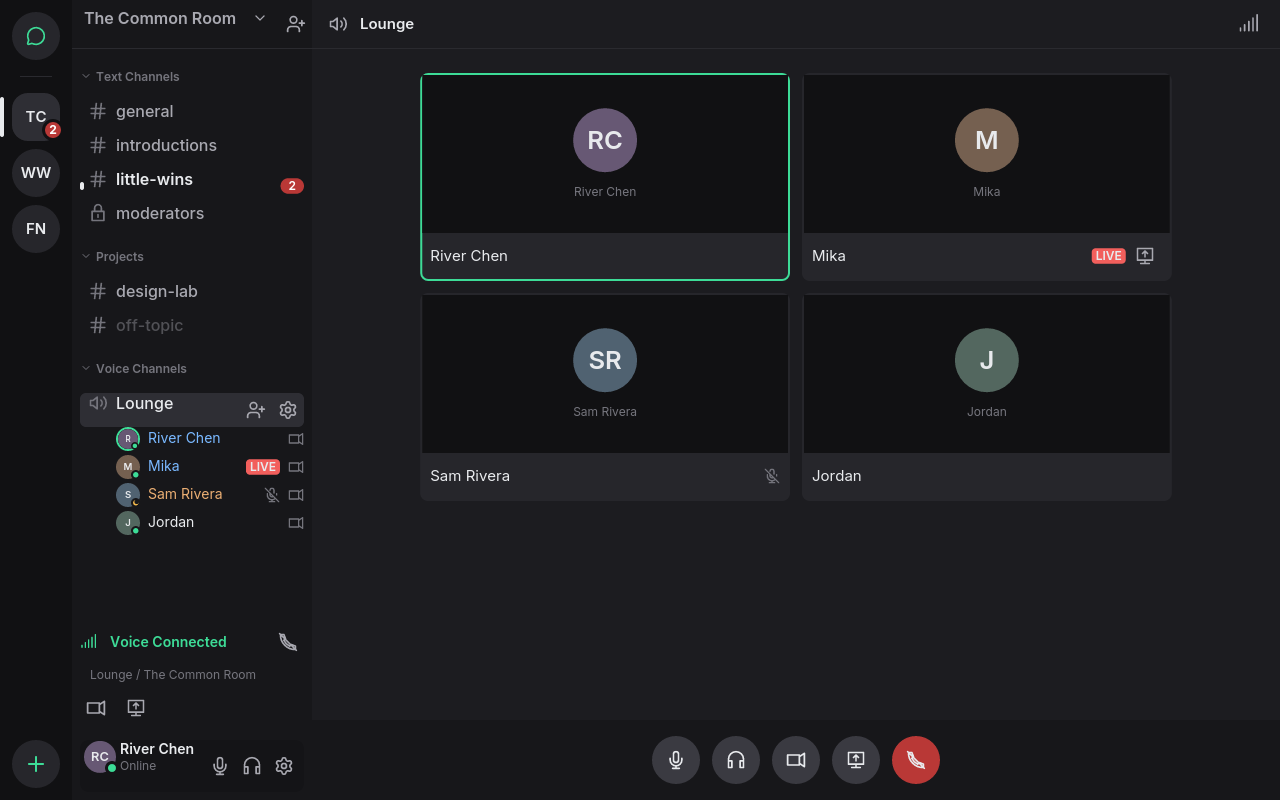 TC
2
WW
FN
The Common Room
Text Channels
general
introductions
little-wins
2
moderators
Projects
design-lab
off-topic
Voice Channels
Lounge
R
River Chen
M
Mika
LIVE
S
Sam Rivera
J
Jordan
Voice Connected
Lounge / The Common Room
RC
River Chen
Online
Lounge
RC
River Chen
River Chen
M
Mika
Mika
LIVE
SR
Sam Rivera
Sam Rivera
J
Jordan
Jordan